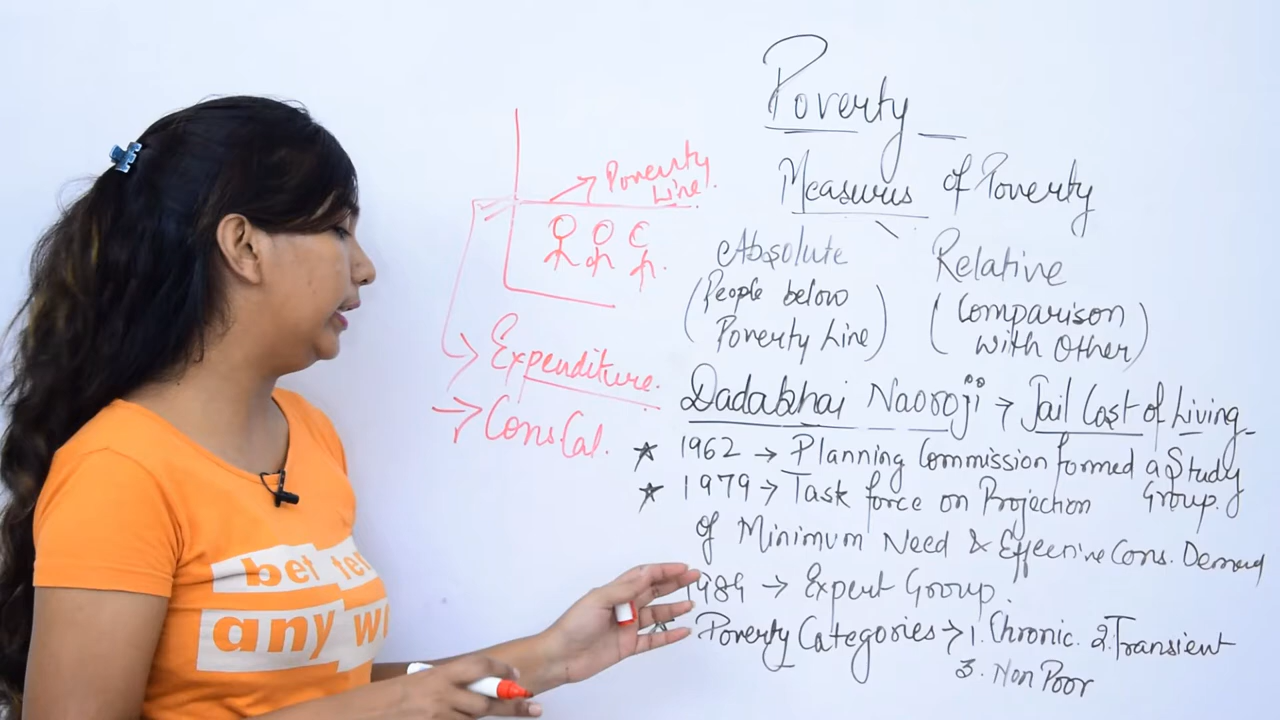 Poverty
Measures of Poverty
Absolute
(People below
Poverty Line)
Relative
(Comparison
with Other)
Dadabhai Naoroji → Jail Cost of Living
★ 1962 → Planning Commission formed a Study Group.
★ 1979 → Task force on Projection
of Minimum Need & Effective Cons. Demand
1989 → Expert Group.
Poverty Categories → 1. Chronic. 2. Transient
3. Non Poor
→ Poverty
Line.
→ Expenditure.
→ Cons Cal.
bet
any